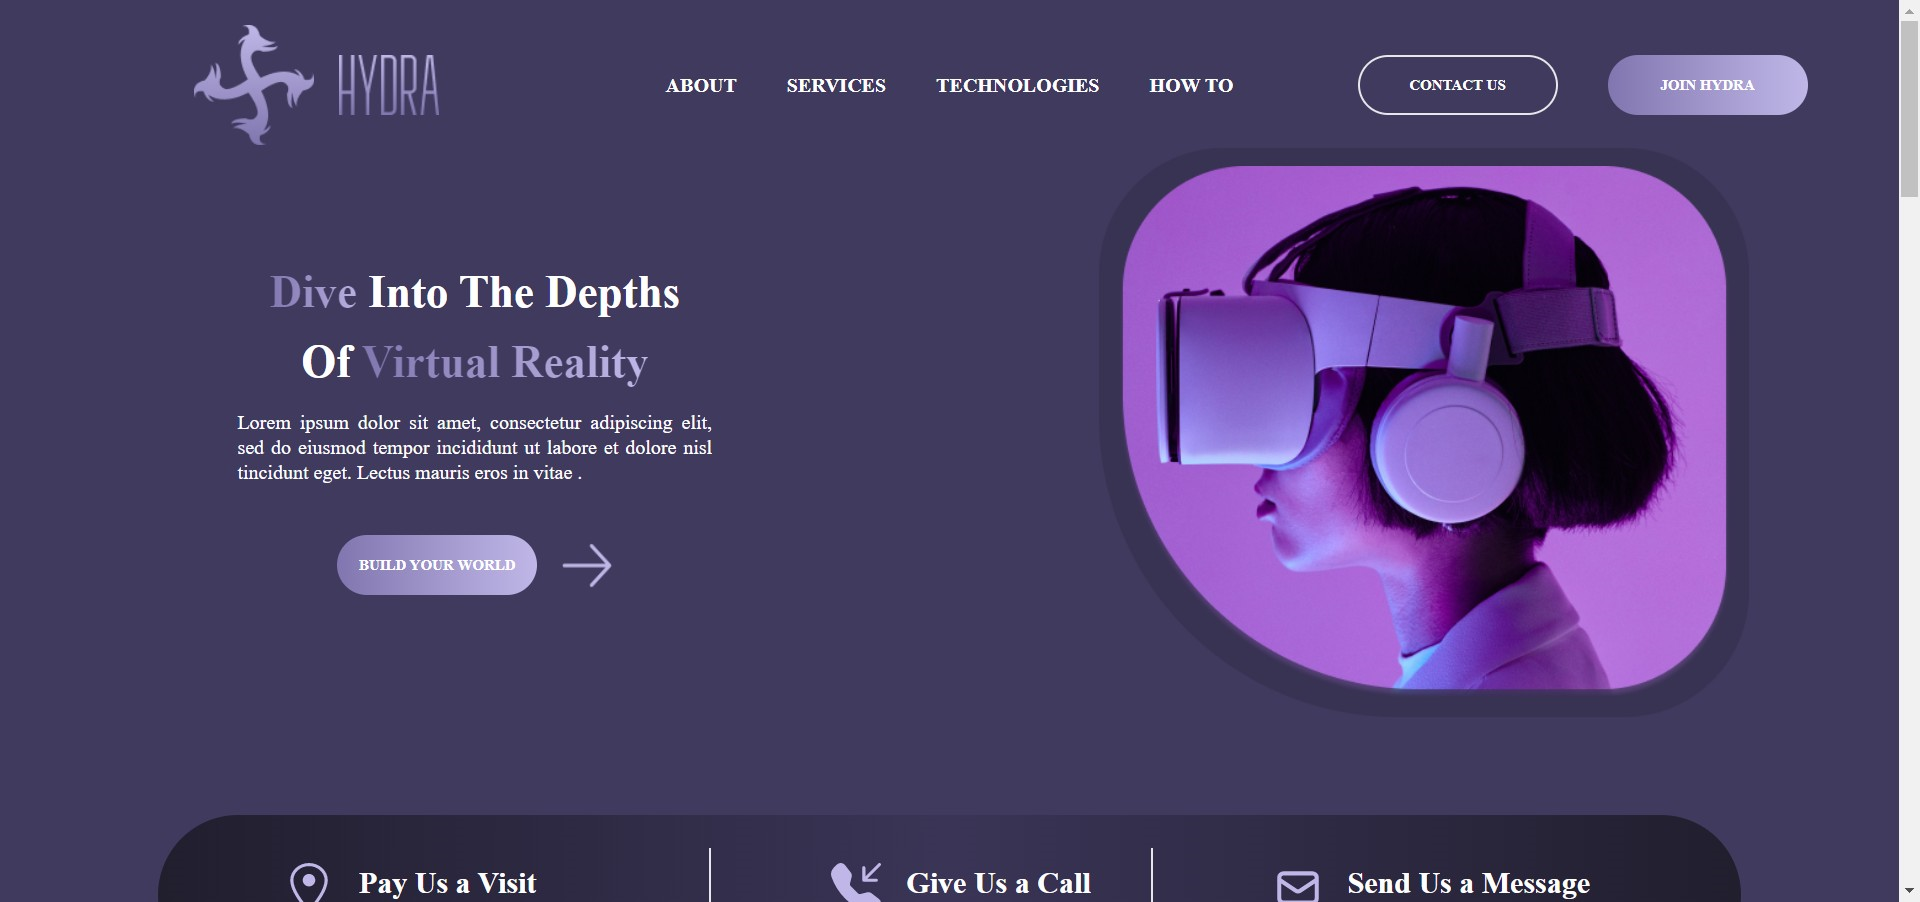 HYDRA
ABOUT
SERVICES
TECHNOLOGIES
HOW TO
CONTACT US
JOIN HYDRA
Dive Into The Depths
Of Virtual Reality
Lorem ipsum dolor sit amet, consectetur adipiscing elit,
sed do eiusmod tempor incididunt ut labore et dolore nisl
tincidunt eget. Lectus mauris eros in vitae .
BUILD YOUR WORLD
Pay Us a Visit
Give Us a Call
Send Us a Message